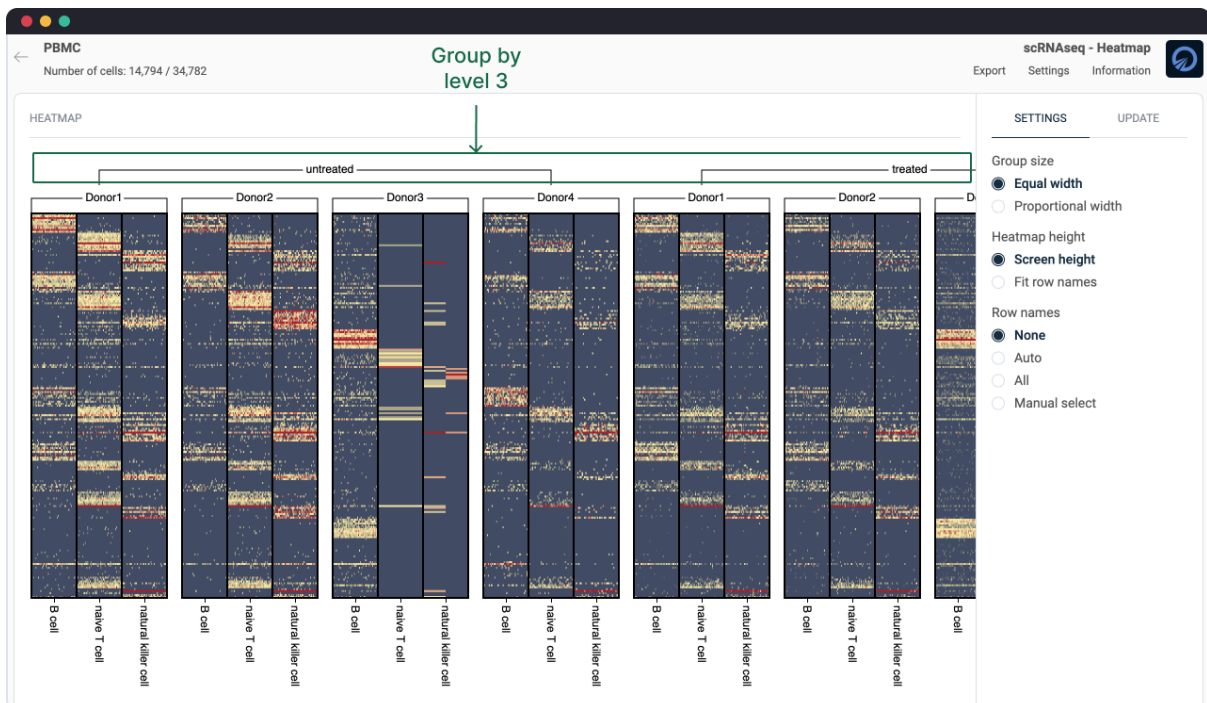 PBMC
Number of cells: 14,794 / 34,782
Group by
level 3
scRNAseq - Heatmap
Export Settings Information
HEATMAP
SETTINGS UPDATE
untreated treated
Donor1 Donor2 Donor3 Donor4 Donor1 Donor2
B cell naive T cell natural killer cell B cell naive T cell natural killer cell B cell naive T cell natural killer cell B cell naive T cell natural killer cell B cell naive T cell natural killer cell B cell naive T cell natural killer cell B cell
Group size
Equal width
Proportional width
Heatmap height
Screen height
Fit row names
Row names
None
Auto
All
Manual select